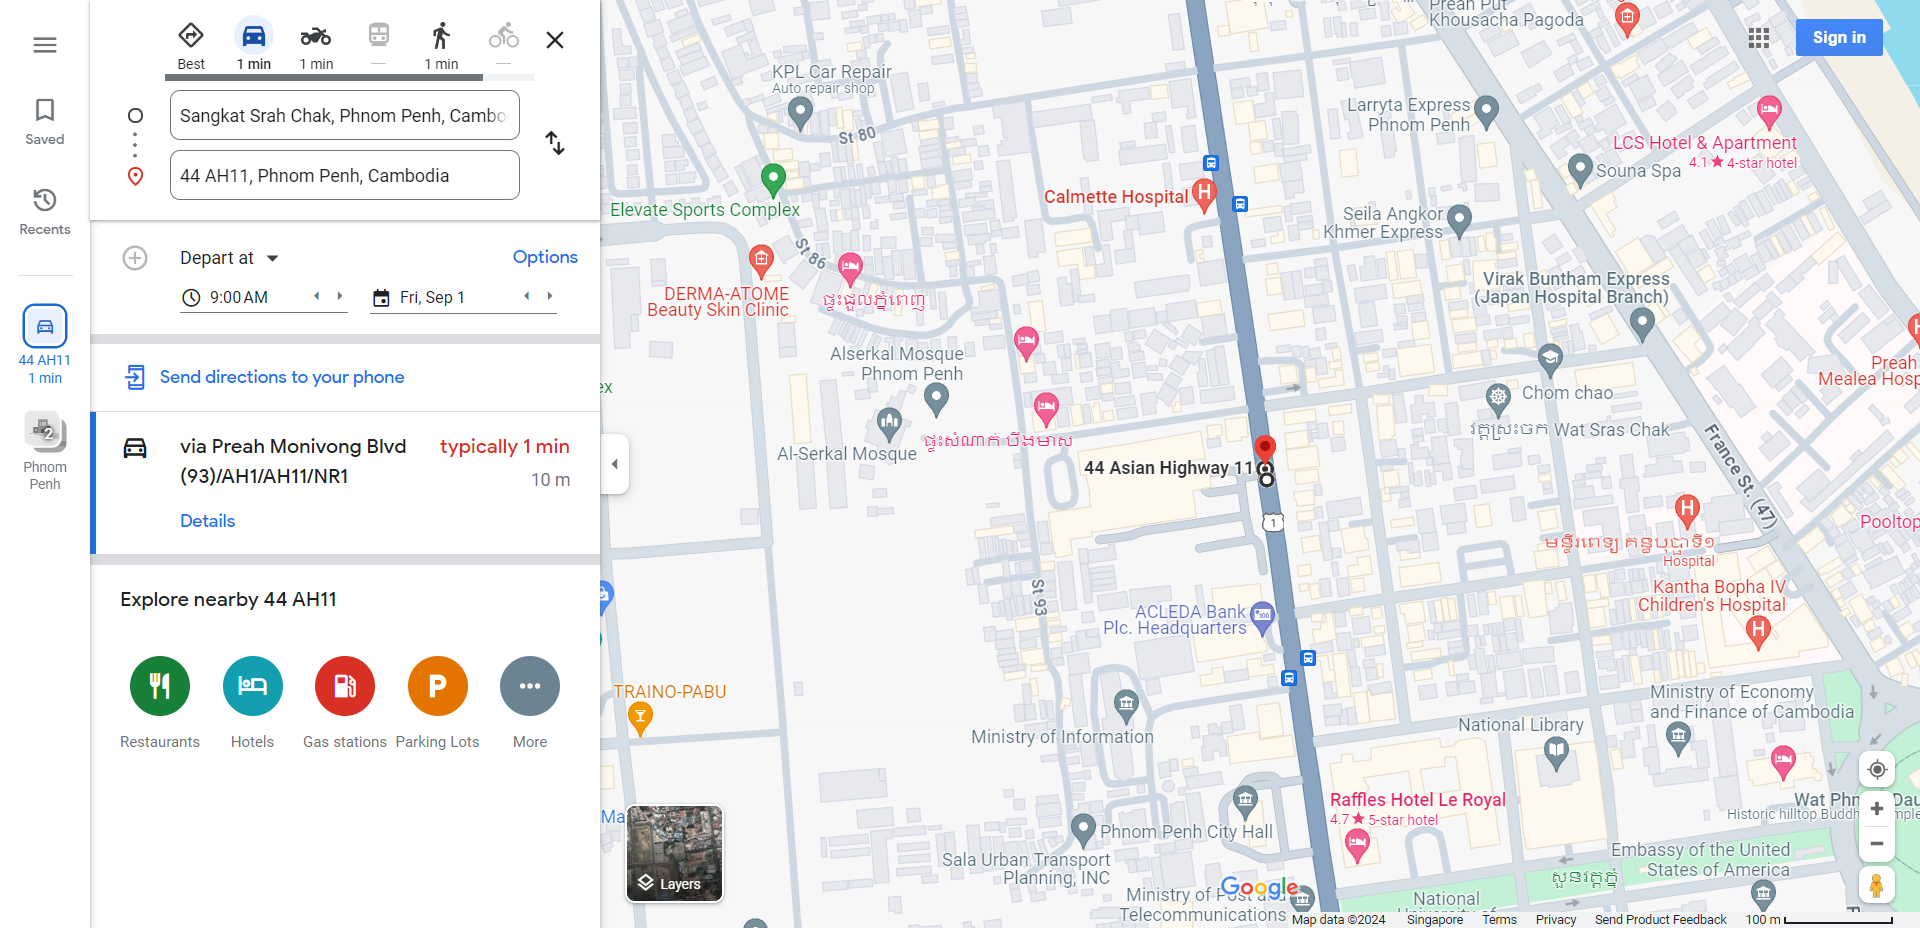 Best
1 min
1 min
—
1 min
—
Saved
Recents
44 AH11
1 min
2
Phnom
Penh
Sangkat Srah Chak, Phnom Penh, Cambo
44 AH11, Phnom Penh, Cambodia
Depart at
Options
9:00 AM
Fri, Sep 1
Send directions to your phone
via Preah Monivong Blvd
(93)/AH1/AH11/NR1
typically 1 min
10 m
Details
Explore nearby 44 AH11
P
Restaurants
Hotels
Gas stations
Parking Lots
More
Layers
Sign in
Preah Put
Khousacha Pagoda
KPL Car Repair
Auto repair shop
St 80
Larryta Express
Phnom Penh
LCS Hotel & Apartment
4.1★ 4-star hotel
Souna Spa
Calmette Hospital
H
Elevate Sports Complex
Seila Angkor
Khmer Express
St 86
DERMA-ATOME
Beauty Skin Clinic
ផ្ទះជួលភ្នំពេញ
Virak Buntham Express
(Japan Hospital Branch)
Alserkal Mosque
Phnom Penh
Preah
Mealea Hosp
Chom chao
ex
Al-Serkal Mosque
ផ្ទះសំណាក់ បឹងមាស
វត្តស្រះចក Wat Sras Chak
44 Asian Highway 11
France St. (47)
1
H
Pooltop
មន្ទីរពេទ្យ គន្ធបុប្ផាទី១
Hospital
Kantha Bopha IV
Children's Hospital
H
St 93
ACLEDA Bank
Plc. Headquarters
TRAINO-PABU
Ministry of Information
National Library
Ministry of Economy
and Finance of Cambodia
Raffles Hotel Le Royal
4.7★ 5-star hotel
Wat Phn
Dau
Historic hilltop Buddh
mple
Ma
Phnom Penh City Hall
Sala Urban Transport
Planning, INC
Embassy of the United
States of America
សួនវត្តភ្នំ
Ministry of Post and
Telecommunications
Google
National
University of
Map data ©2024
Singapore
Terms
Privacy
Send Product Feedback
100 m